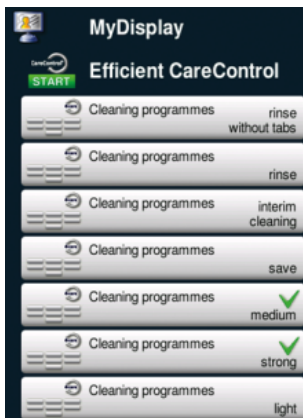 MyDisplay
CareControl
START
Efficient CareControl
Cleaning programmes
rinse
without tabs
Cleaning programmes
rinse
Cleaning programmes
interim
cleaning
Cleaning programmes
save
Cleaning programmes
medium
Cleaning programmes
strong
Cleaning programmes
light